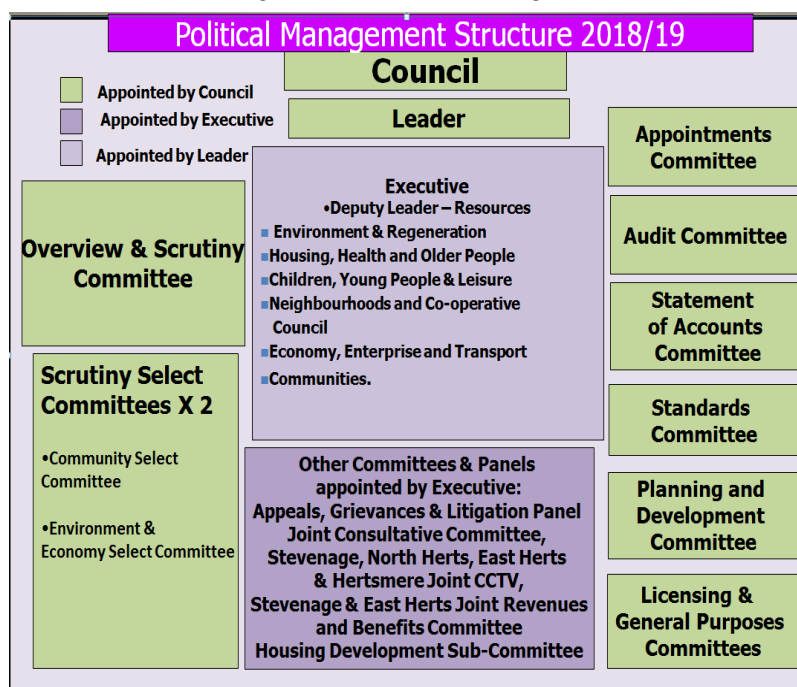 Political Management Structure 2018/19
Council
Leader
Appointed by Council
Appointed by Executive
Appointed by Leader
Overview & Scrutiny
Committee
Scrutiny Select
Committees X 2
•Community Select
Committee
•Environment &
Economy Select Committee
Executive
•Deputy Leader – Resources
Environment & Regeneration
Housing, Health and Older People
Children, Young People & Leisure
Neighbourhoods and Co-operative
Council
Economy, Enterprise and Transport
Communities.
Other Committees & Panels
appointed by Executive:
Appeals, Grievances & Litigation Panel
Joint Consultative Committee,
Stevenage, North Herts, East Herts
& Hertsmere Joint CCTV,
Stevenage & East Herts Joint Revenues
and Benefits Committee
Housing Development Sub-Committee
Appointments
Committee
Audit Committee
Statement
of Accounts
Committee
Standards
Committee
Planning and
Development
Committee
Licensing &
General Purposes
Committees